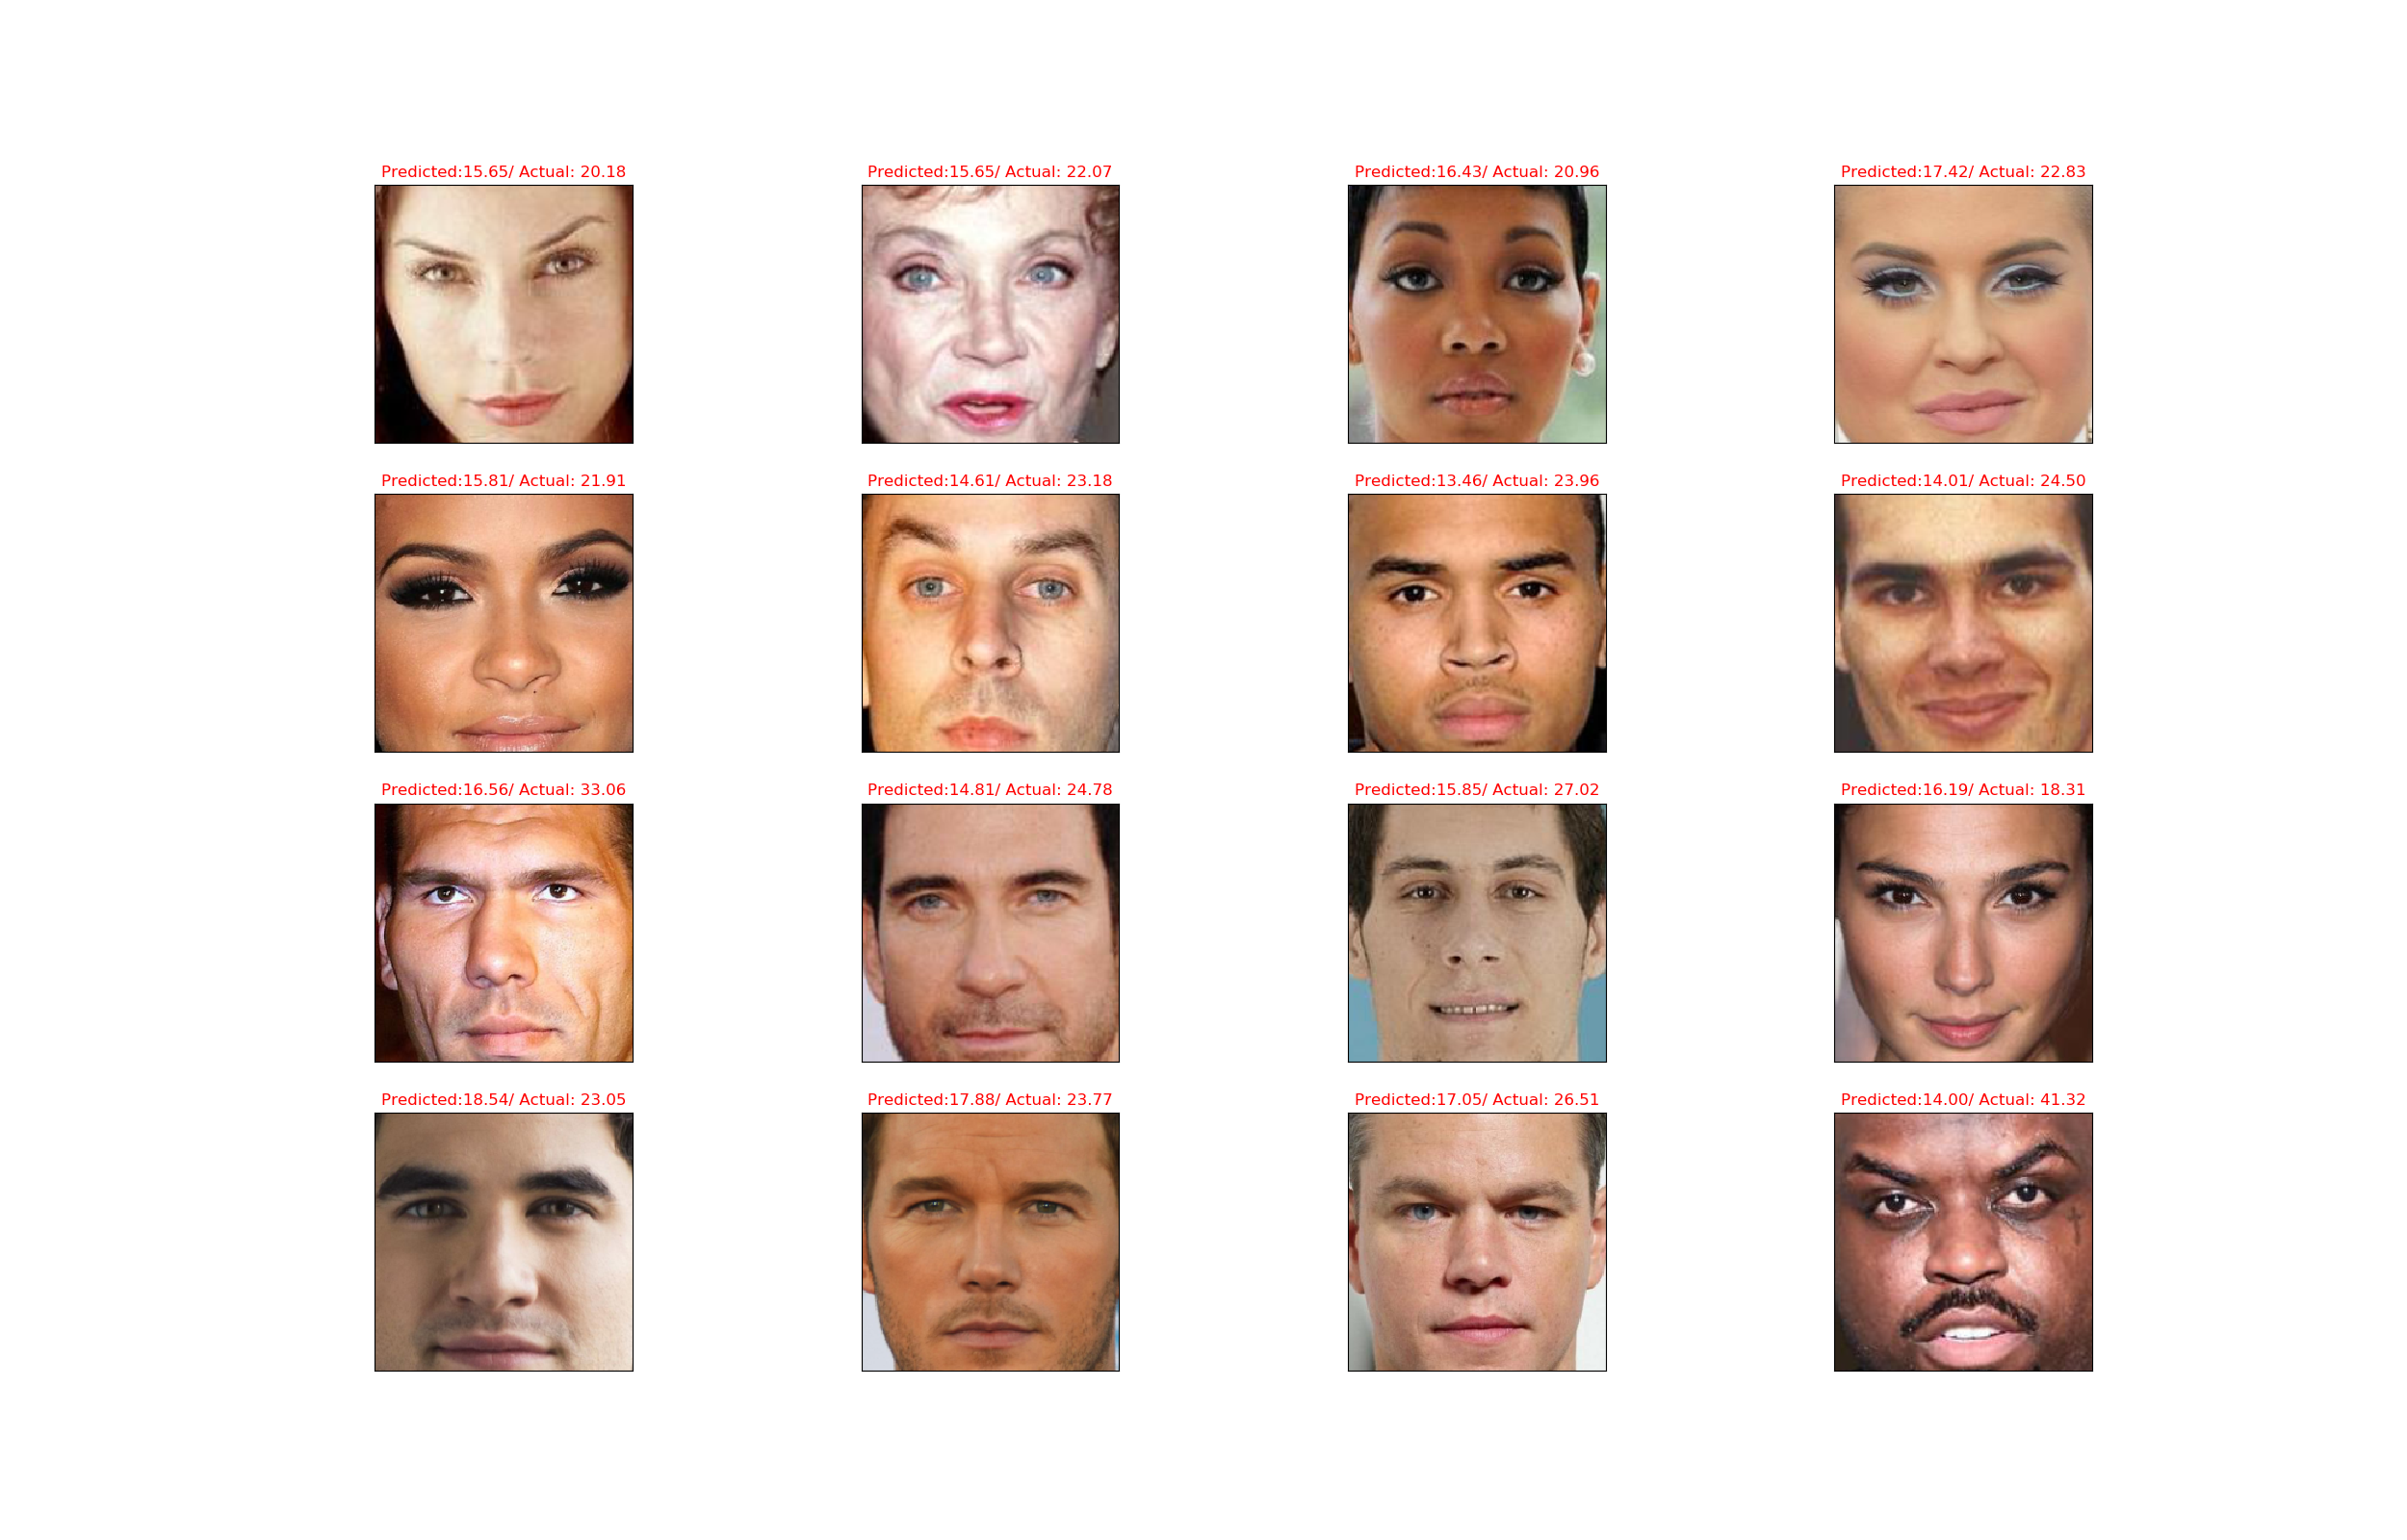 Predicted:15.65/ Actual: 20.18
Predicted:15.65/ Actual: 22.07
Predicted:16.43/ Actual: 20.96
Predicted:17.42/ Actual: 22.83
Predicted:15.81/ Actual: 21.91
Predicted:14.61/ Actual: 23.18
Predicted:13.46/ Actual: 23.96
Predicted:14.01/ Actual: 24.50
Predicted:16.56/ Actual: 33.06
Predicted:14.81/ Actual: 24.78
Predicted:15.85/ Actual: 27.02
Predicted:16.19/ Actual: 18.31
Predicted:18.54/ Actual: 23.05
Predicted:17.88/ Actual: 23.77
Predicted:17.05/ Actual: 26.51
Predicted:14.00/ Actual: 41.32